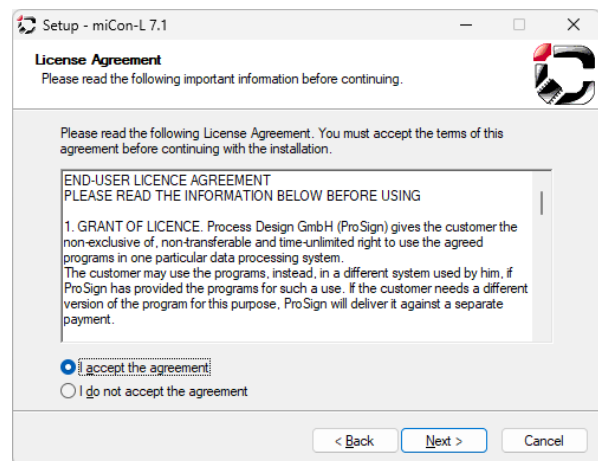 Setup - miCon-L 7.1
License Agreement
Please read the following important information before continuing.
Please read the following License Agreement. You must accept the terms of this
agreement before continuing with the installation.
END-USER LICENCE AGREEMENT
PLEASE READ THE INFORMATION BELOW BEFORE USING
1. GRANT OF LICENCE. Process Design GmbH (ProSign) gives the customer the
non-exclusive of, non-transferable and time-unlimited right to use the agreed
programs in one particular data processing system.
The customer may use the programs, instead, in a different system used by him, if
ProSign has provided the programs for such a use. If the customer needs a different
version of the program for this purpose, ProSign will deliver it against a separate
payment.
I accept the agreement
I do not accept the agreement
< Back
Next >
Cancel